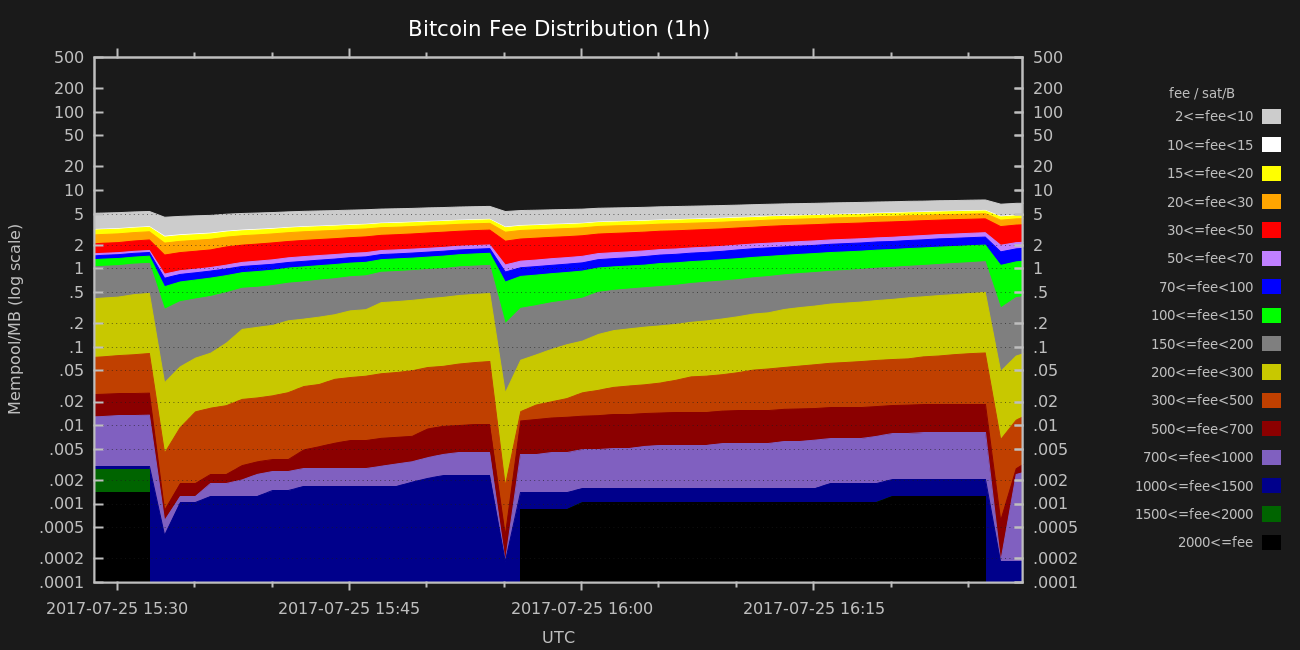 Bitcoin Fee Distribution (1h)
500
200
100
50
20
10
5
2
1
.5
.2
.1
.05
.02
.01
.005
.002
.001
.0005
.0002
.0001
Mempool/MB (log scale)
500
200
100
50
20
10
5
2
1
.5
.2
.1
.05
.02
.01
.005
.002
.001
.0005
.0002
.0001
2017-07-25 15:30 2017-07-25 15:45 2017-07-25 16:00 2017-07-25 16:15
UTC
fee / sat/B
2<=fee<10
10<=fee<15
15<=fee<20
20<=fee<30
30<=fee<50
50<=fee<70
70<=fee<100
100<=fee<150
150<=fee<200
200<=fee<300
300<=fee<500
500<=fee<700
700<=fee<1000
1000<=fee<1500
1500<=fee<2000
2000<=fee